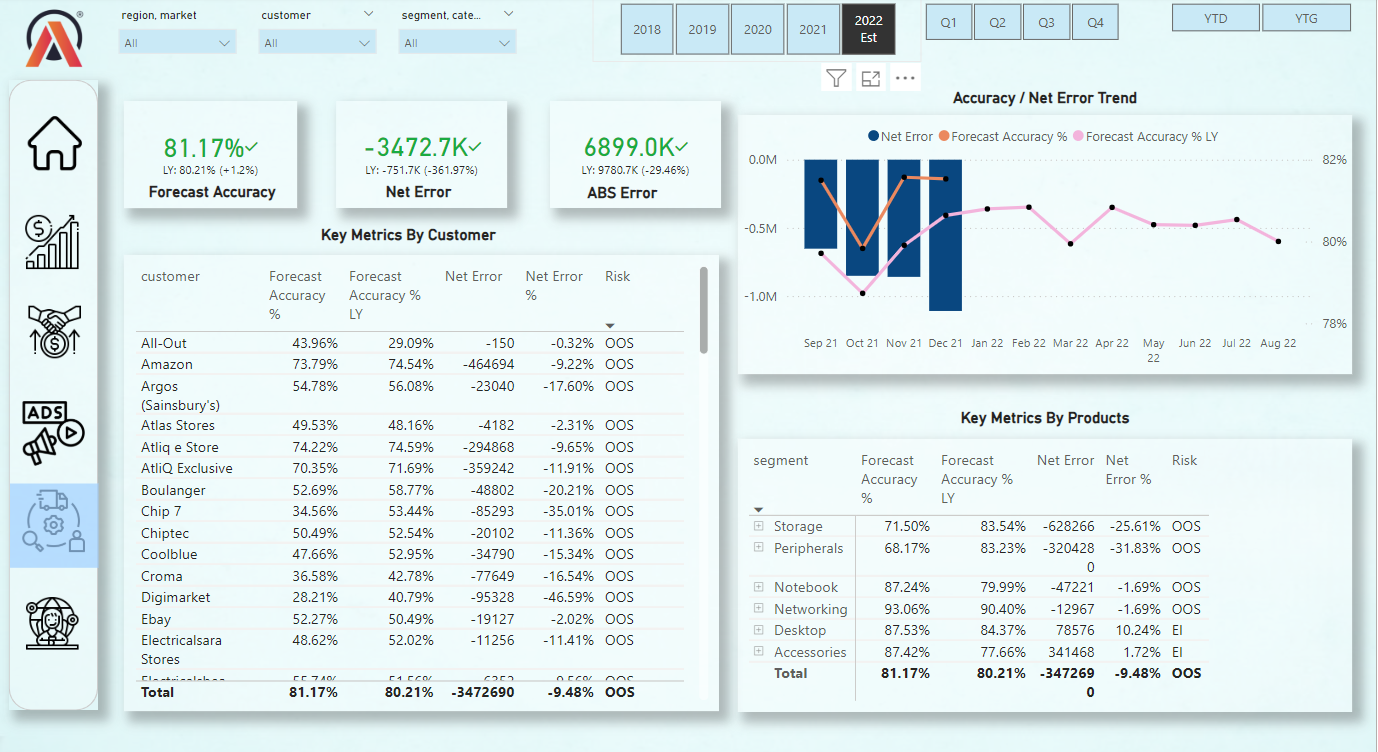 region, market
customer
segment, cate...
All
All
All
2018
2019
2020
2021
2022
Est
Q1
Q2
Q3
Q4
YTD
YTG
81.17%
LY: 80.21% (+1.2%)
Forecast Accuracy
-3472.7K
LY: -751.7K (-361.97%)
Net Error
6899.0K
LY: 9780.7K (-29.46%)
ABS Error
Accuracy / Net Error Trend
Net Error Forecast Accuracy % Forecast Accuracy % LY
0.0M
-0.5M
-1.0M
82%
80%
78%
Sep 21 Oct 21 Nov 21 Dec 21 Jan 22 Feb 22 Mar 22 Apr 22 May Jun 22 Jul 22 Aug 22
22
ADS
Key Metrics By Customer
customer Forecast Forecast Net Error Net Error Risk
Accuracy Accuracy % %
% LY
All-Out 43.96% 29.09% -150 -0.32% OOS
Amazon 73.79% 74.54% -464694 -9.22% OOS
Argos 54.78% 56.08% -23040 -17.60% OOS
(Sainsbury's)
Atlas Stores 49.53% 48.16% -4182 -2.31% OOS
Atliq e Store 74.22% 74.59% -294868 -9.65% OOS
AtliQ Exclusive 70.35% 71.69% -359242 -11.91% OOS
Boulanger 52.69% 58.77% -48802 -20.21% OOS
Chip 7 34.56% 53.44% -85293 -35.01% OOS
Chiptec 50.49% 52.54% -20102 -11.36% OOS
Coolblue 47.66% 52.95% -34790 -15.34% OOS
Croma 36.58% 42.78% -77649 -16.54% OOS
Digimarket 28.21% 40.79% -95328 -46.59% OOS
Ebay 52.27% 50.49% -19127 -2.02% OOS
Electricalsara 48.62% 52.02% -11256 -11.41% OOS
Stores
Total 81.17% 80.21% -3472690 -9.48% OOS
Key Metrics By Products
segment Forecast Forecast Net Error Net Risk
Accuracy Accuracy % Error %
% LY
Storage 71.50% 83.54% -628266 -25.61% OOS
Peripherals 68.17% 83.23% -320428 -31.83% OOS
0
Notebook 87.24% 79.99% -47221 -1.69% OOS
Networking 93.06% 90.40% -12967 -1.69% OOS
Desktop 87.53% 84.37% 78576 10.24% EI
Accessories 87.42% 77.66% 341468 1.72% EI
Total 81.17% 80.21% -347269 -9.48% OOS
0